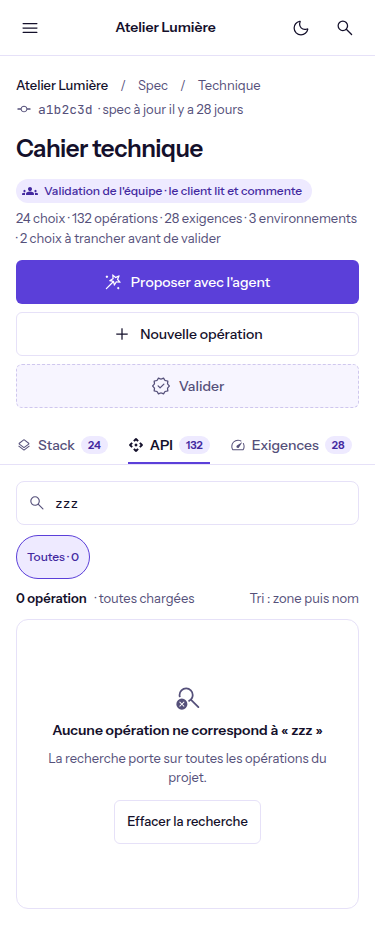 Atelier Lumière
Atelier Lumière / Spec / Technique
a1b2c3d · spec à jour il y a 28 jours
Cahier technique
Validation de l'équipe · le client lit et commente
24 choix · 132 opérations · 28 exigences · 3 environnements
· 2 choix à trancher avant de valider
Proposer avec l'agent
Nouvelle opération
Valider
Stack 24 API 132 Exigences 28
zzz
Toutes · 0
0 opération · toutes chargées Tri : zone puis nom
Aucune opération ne correspond à « zzz »
La recherche porte sur toutes les opérations du
projet.
Effacer la recherche